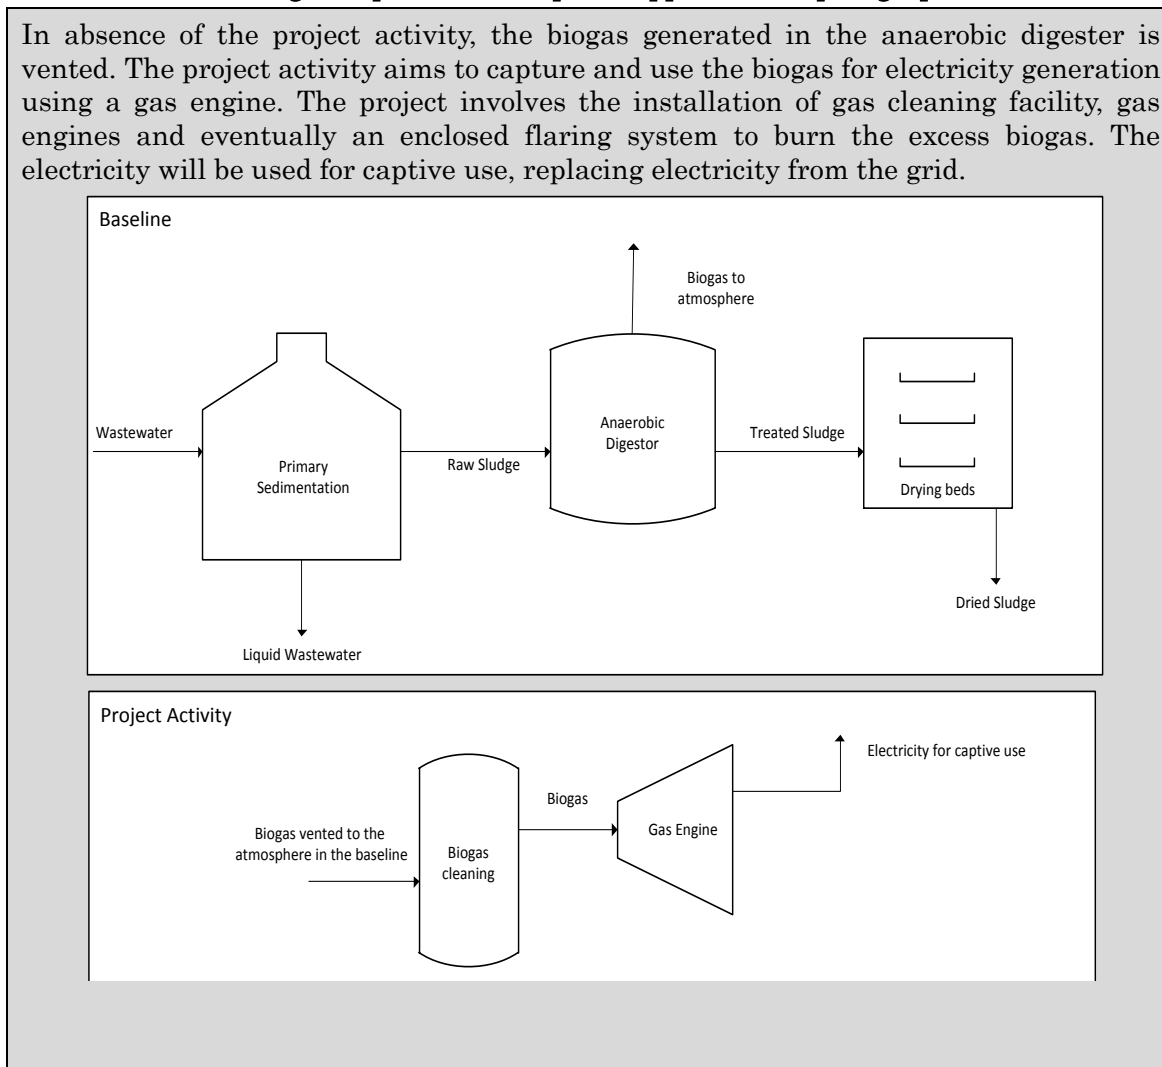 In absence of the project activity, the biogas generated in the anaerobic digester is
vented. The project activity aims to capture and use the biogas for electricity generation
using a gas engine. The project involves the installation of gas cleaning facility, gas
engines and eventually an enclosed flaring system to burn the excess biogas. The
electricity will be used for captive use, replacing electricity from the grid.
Baseline
Biogas to
atmosphere
Wastewater
Primary
Sedimentation
Raw Sludge
Anaerobic
Digestor
Treated Sludge
Drying beds
Dried Sludge
Liquid Wastewater
Project Activity
Electricity for captive use
Biogas
Gas Engine
Biogas vented to the
atmosphere in the baseline
Biogas
cleaning